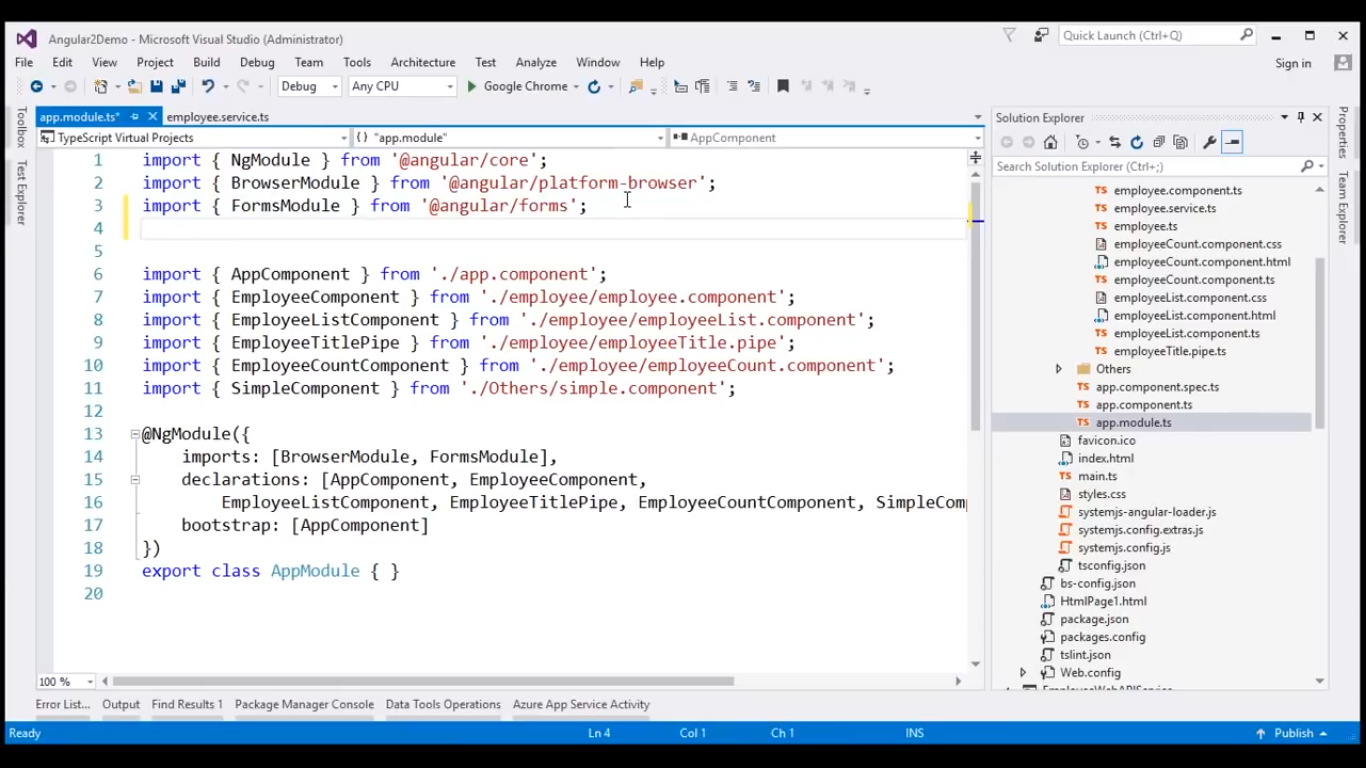 Angular2Demo - Microsoft Visual Studio (Administrator)
Quick Launch (Ctrl+Q)
File Edit View Project Build Debug Team Tools Architecture Test Analyze Window Help
Sign in
Debug Any CPU Google Chrome
Toolbox
Test Explorer
app.module.ts* employee.service.ts
TypeScript Virtual Projects {} "app.module" AppComponent
1 import { NgModule } from '@angular/core';
2 import { BrowserModule } from '@angular/platform-browser';
3 import { FormsModule } from '@angular/forms';
4
5
6 import { AppComponent } from './app.component';
7 import { EmployeeComponent } from './employee/employee.component';
8 import { EmployeeListComponent } from './employee/employeeList.component';
9 import { EmployeeTitlePipe } from './employee/employeeTitle.pipe';
10 import { EmployeeCountComponent } from './employee/employeeCount.component';
11 import { SimpleComponent } from './Others/simple.component';
12
13 @NgModule({
14 imports: [BrowserModule, FormsModule],
15 declarations: [AppComponent, EmployeeComponent,
16 EmployeeListComponent, EmployeeTitlePipe, EmployeeCountComponent, SimpleCom
17 bootstrap: [AppComponent]
18 })
19 export class AppModule { }
20
100 %
Solution Explorer
Search Solution Explorer (Ctrl+;)
TS employee.component.ts
TS employee.service.ts
TS employee.ts
employeeCount.component.css
employeeCount.component.html
TS employeeCount.component.ts
employeeList.component.css
employeeList.component.html
TS employeeList.component.ts
TS employeeTitle.pipe.ts
Others
TS app.component.spec.ts
TS app.component.ts
TS app.module.ts
favicon.ico
index.html
TS main.ts
styles.css
systemjs-angular-loader.js
systemjs.config.extras.js
systemjs.config.js
tsconfig.json
bs-config.json
HtmlPage1.html
package.json
packages.config
tslint.json
Web.config
EmployeeWebAPIService
Properties
Team Explorer
Error List... Output Find Results 1 Package Manager Console Data Tools Operations Azure App Service Activity
Ready Ln 4 Col 1 Ch 1 INS Publish